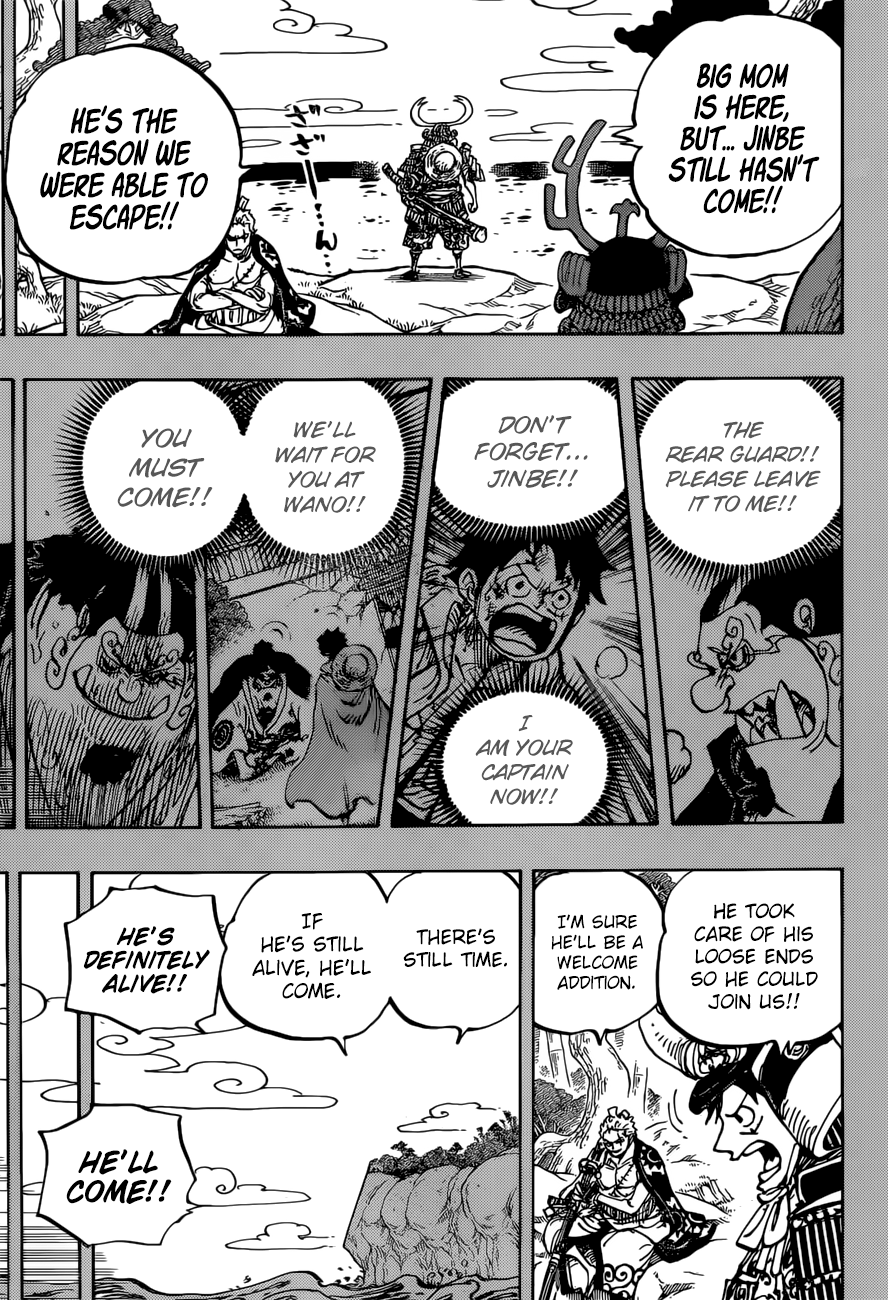 BIG MOM
IS HERE,
BUT... JINBE
STILL HASN'T
COME!!
ざざ…ん
HE'S THE
REASON WE
WERE ABLE TO
ESCAPE!!
THE
REAR GUARD!!
PLEASE LEAVE
IT TO ME!!
DON'T
FORGET...
JINBE!!
I
AM YOUR
CAPTAIN
NOW!!
WE'LL
WAIT FOR
YOU AT
WANO!!
YOU
MUST
COME!!
HE TOOK
CARE OF HIS
LOOSE ENDS
SO HE COULD
JOIN US!!
I'M SURE
HE'LL BE A
WELCOME
ADDITION.
THERE'S
STILL TIME.
IF
HE'S STILL
ALIVE, HE'LL
COME.
HE'S
DEFINITELY
ALIVE!!
HE'LL
COME!!